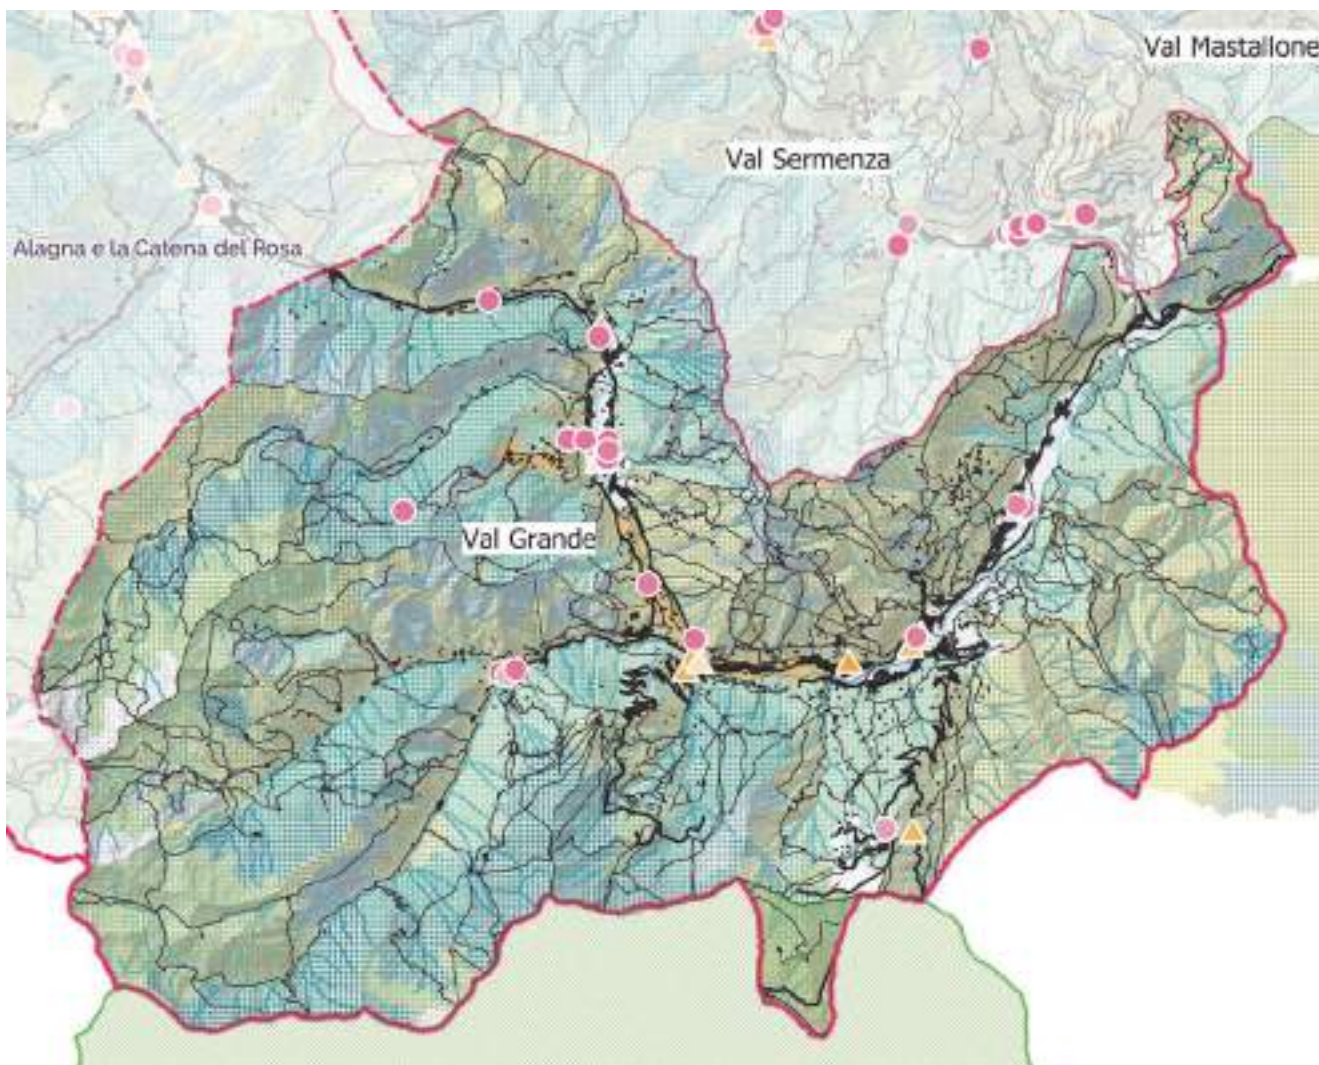 Val Mastallone
Val Sermenza
Alagna e la Catena del Rosa
Val Grande